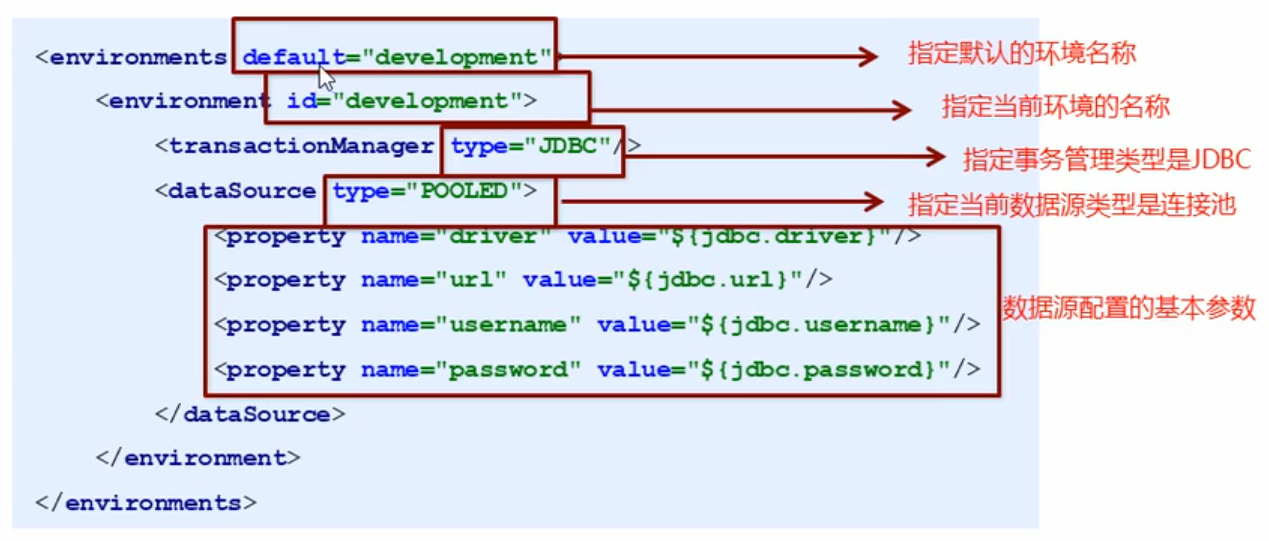 <environments default="development" 指定默认的环境名称
<environment id="development"> 指定当前环境的名称
<transactionManager type="JDBC"/> 指定事务管理类型是JDBC
<dataSource type="POOLED"> 指定当前数据源类型是连接池
<property name="driver" value="${jdbc.driver}"/>
<property name="url" value="${jdbc.url}"/>
<property name="username" value="${jdbc.username}"/> 数据源配置的基本参数
<property name="password" value="${jdbc.password}"/>
</dataSource>
</environment>
</environments>